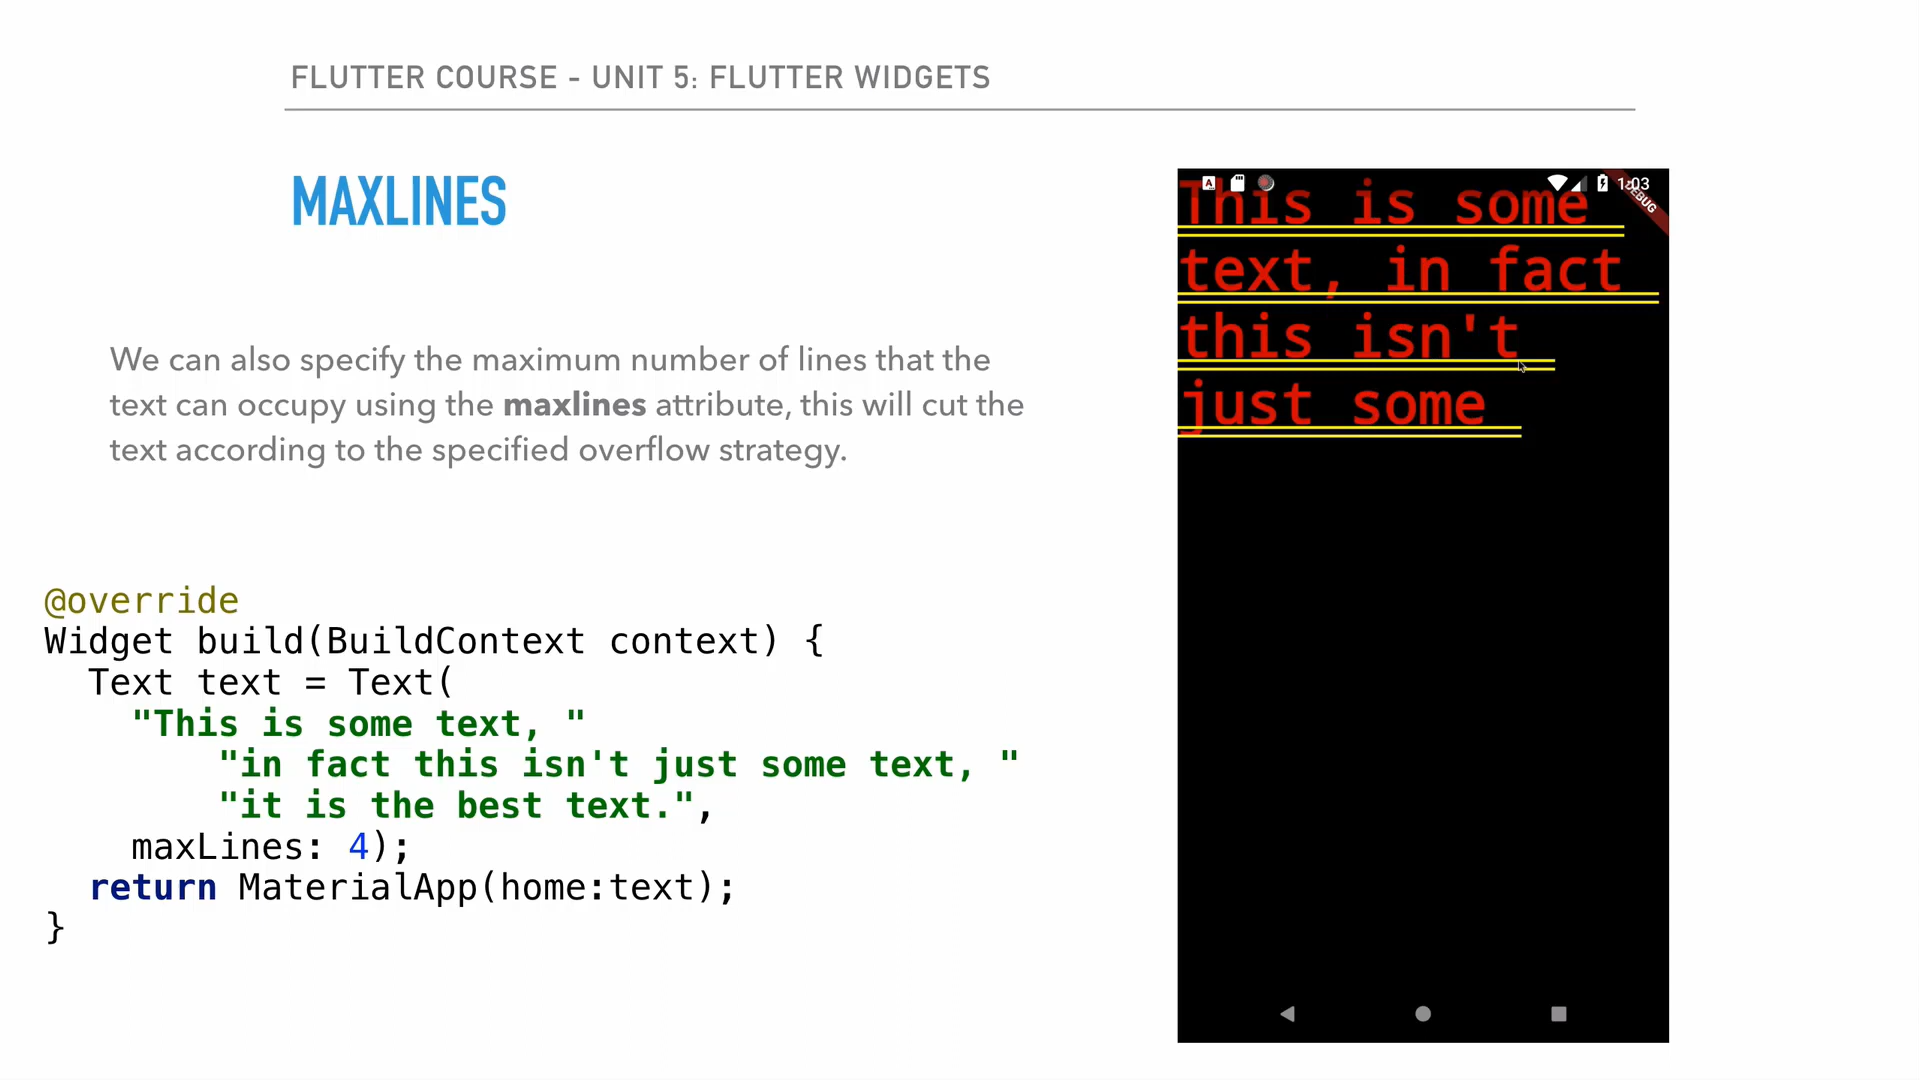 FLUTTER COURSE - UNIT 5: FLUTTER WIDGETS
MAXLINES
We can also specify the maximum number of lines that the
text can occupy using the maxlines attribute, this will cut the
text according to the specified overflow strategy.
@override
Widget build(BuildContext context) {
  Text text = Text(
    "This is some text, "
        "in fact this isn't just some text, "
        "it is the best text.",
    maxLines: 4);
  return MaterialApp(home:text);
}
A
1:03
DEBUG
This is some
text, in fact
this isn't
just some